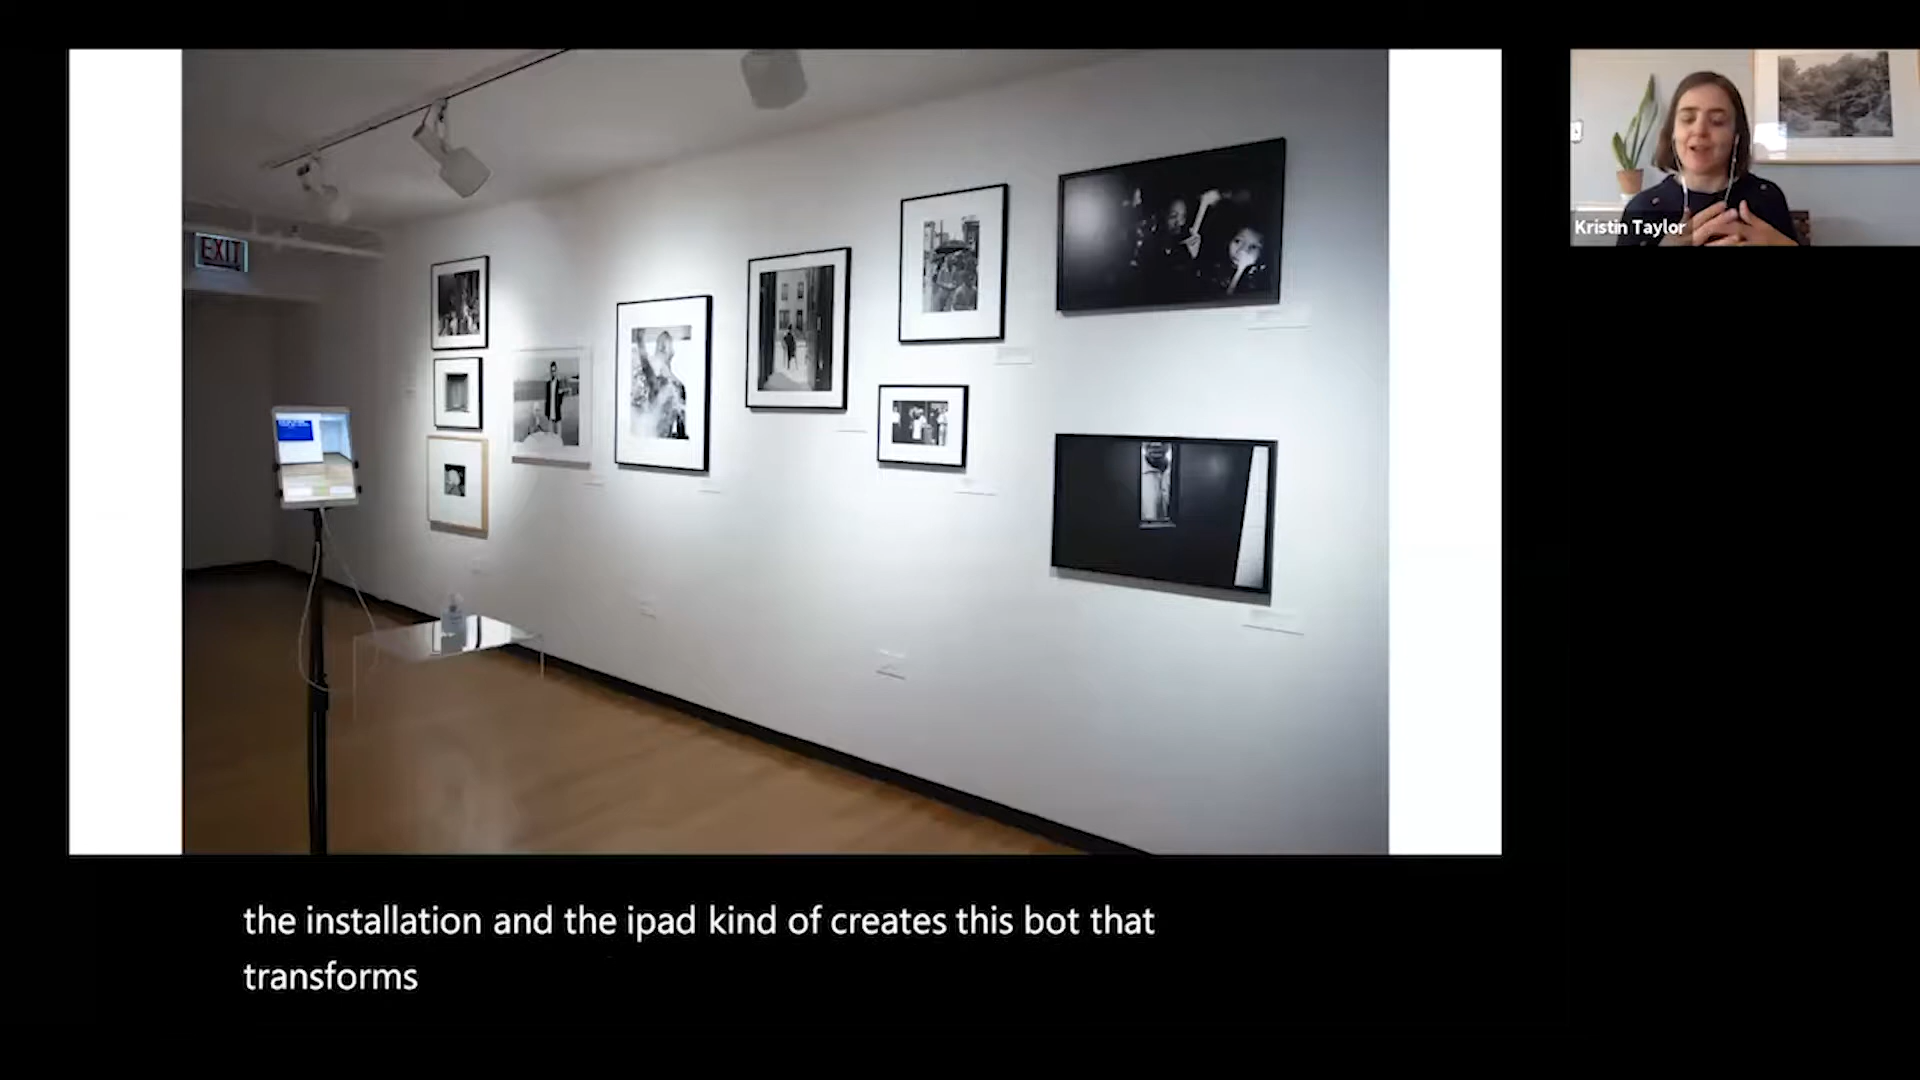 EXIT
Kristin Taylor
the installation and the ipad kind of creates this bot that
transforms